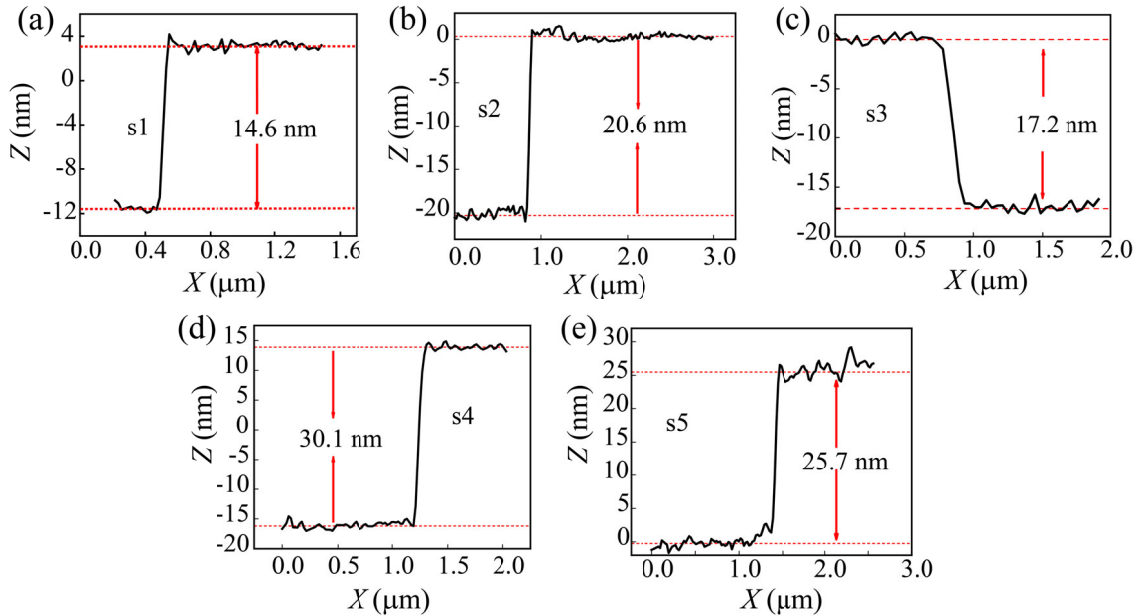 (a)
4
0
-4
-8
-12
Z (nm)
s1
14.6 nm
0.0 0.4 0.8 1.2 1.6
X (μm)
(b)
0
-5
-10
-15
-20
Z (nm)
s2
20.6 nm
0.0 1.0 2.0 3.0
X (μm)
(c)
0
-5
-10
-15
-20
Z (nm)
s3
17.2 nm
0.0 0.5 1.0 1.5 2.0
X (μm)
(d)
15
10
5
0
-5
-10
-15
-20
Z (nm)
s4
30.1 nm
0.0 0.5 1.0 1.5 2.0
X (μm)
(e)
30
25
20
15
10
5
0
Z (nm)
s5
25.7 nm
0.0 1.0 2.0 3.0
X (μm)